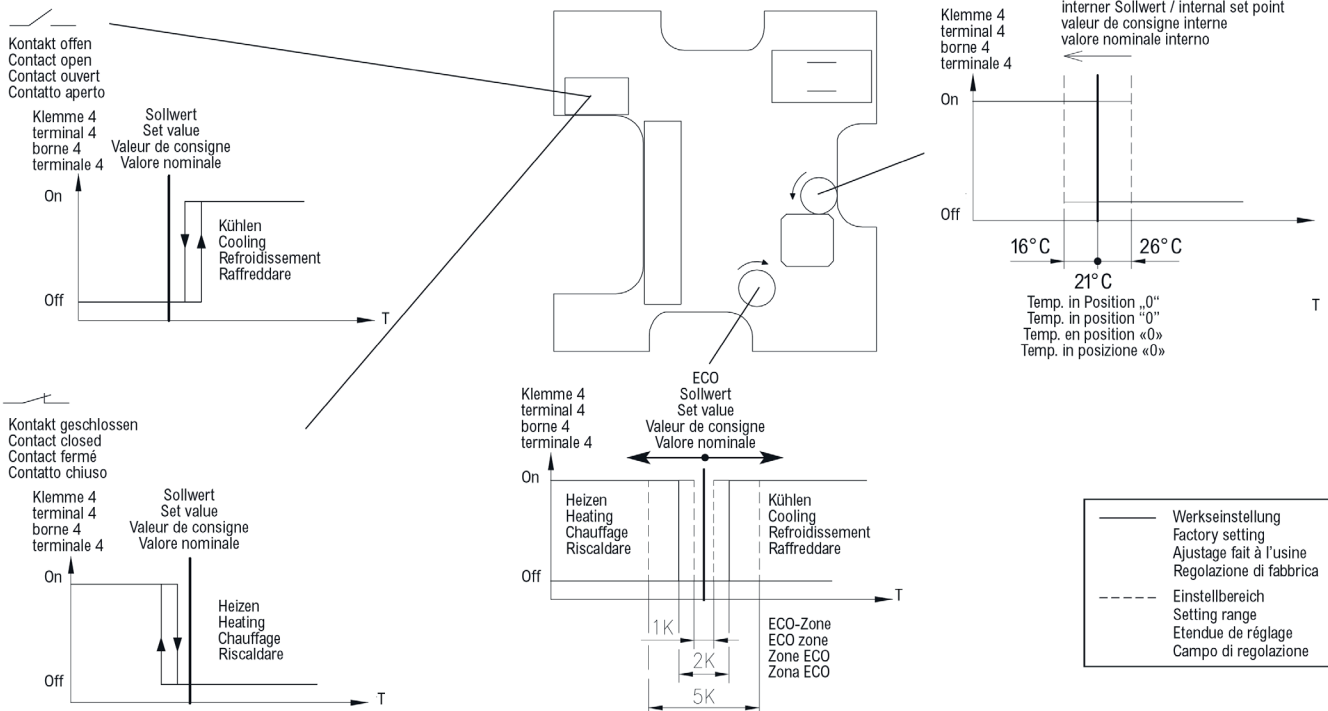 Kontakt offen
Contact open
Contact ouvert
Contatto aperto
Klemme 4
terminal 4
borne 4
terminale 4
Sollwert
Set value
Valeur de consigne
Valore nominale
On
Kühlen
Cooling
Refroidissement
Raffreddare
Off
T
Kontakt geschlossen
Contact closed
Contact fermé
Contatto chiuso
Klemme 4
terminal 4
borne 4
terminale 4
Sollwert
Set value
Valeur de consigne
Valore nominale
On
Heizen
Heating
Chauffage
Riscaldare
Off
T
ECO
Sollwert
Set value
Valeur de consigne
Valore nominale
Klemme 4
terminal 4
borne 4
terminale 4
On
Heizen
Heating
Chauffage
Riscaldare
Kühlen
Cooling
Refroidissement
Raffreddare
Off
T
1K
2K
5K
ECO-Zone
ECO zone
Zone ECO
Zona ECO
Klemme 4
terminal 4
borne 4
terminale 4
interner Sollwert / internal set point
valeur de consigne interne
valore nominale interno
On
Off
16°C
26°C
21°C
Temp. in Position „0“
Temp. in position “0”
Temp. en position «0»
Temp. in posizione «0»
T
Werkseinstellung
Factory setting
Ajustage fait à l'usine
Regolazione di fabbrica
Einstellbereich
Setting range
Etendue de réglage
Campo di regolazione